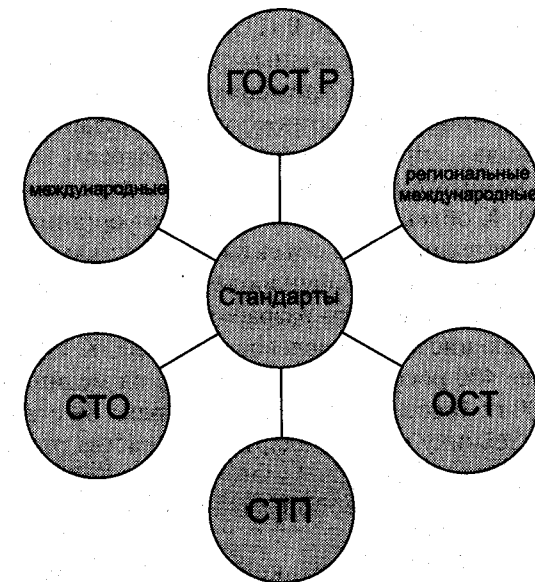 ГОСТ Р
международные
региональные
международные
Стандарты
СТО
ОСТ
СТП